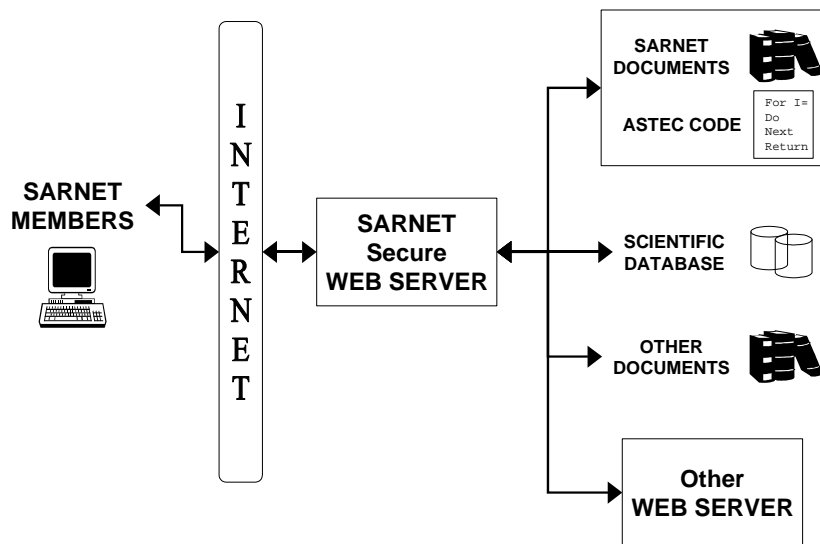 SARNET
MEMBERS
INTERNET
SARNET
Secure
WEB SERVER
SARNET
DOCUMENTS
ASTEC CODE
For I=
Do
Next
Return
SCIENTIFIC
DATABASE
OTHER
DOCUMENTS
Other
WEB SERVER